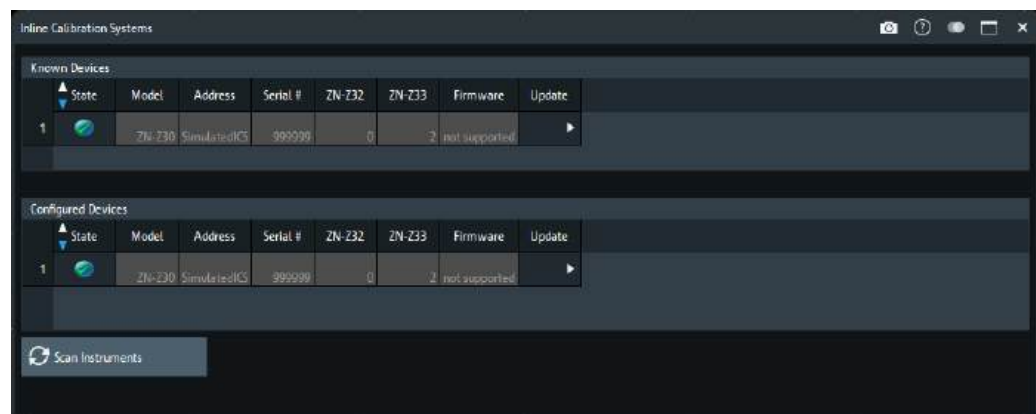 Inline Calibration Systems
Known Devices
State Model Address Serial # ZN-Z32 ZN-Z33 Firmware Update
1 ZN-Z30 SimulatedICS 999999 0 2 not supported
Configured Devices
State Model Address Serial # ZN-Z32 ZN-Z33 Firmware Update
1 ZN-Z30 SimulatedICS 999999 0 2 not supported
Scan Instruments